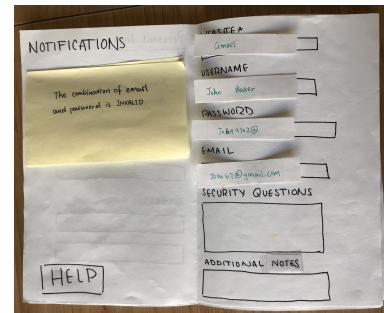 NOTIFICATIONS
The combination of email
and password is INVALID
HELP
WEBSITE*
Gmail
USERNAME
John Baker
PASSWORD
EMAIL
SECURITY QUESTIONS
ADDITIONAL NOTES